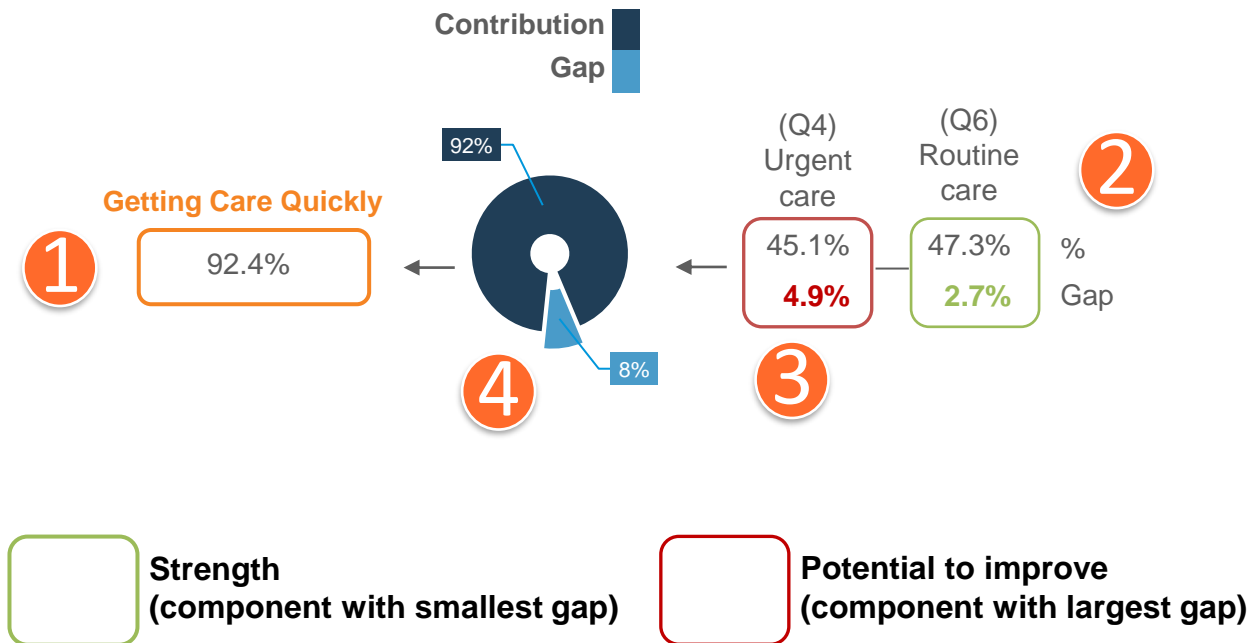 Contribution
Gap
92%
(Q4)
Urgent
care
(Q6)
Routine
care
2
Getting Care Quickly
1
92.4%
45.1%
47.3%
%
4.9%
2.7%
Gap
8%
4
3
Strength
(component with smallest gap)
Potential to improve
(component with largest gap)